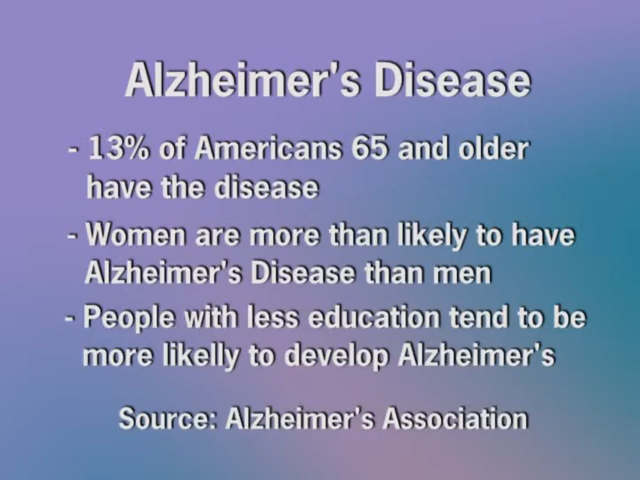 Alzheimer's Disease
- 13% of Americans 65 and older
have the disease
- Women are more than likely to have
Alzheimer's Disease than men
- People with less education tend to be
more likelly to develop Alzheimer's
Source: Alzheimer's Association